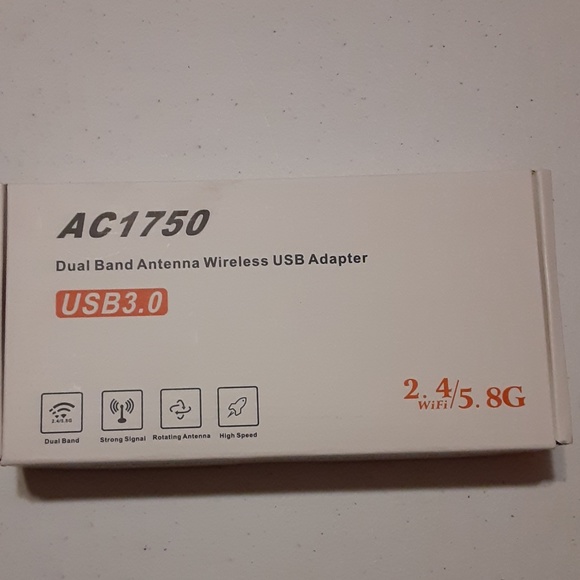 AC1750
Dual Band Antenna Wireless USB Adapter
USB3.0
2.4/5.8G
WiFi
2.4/5.8G
Dual Band
Strong Signal
Rotating Antenna
High Speed